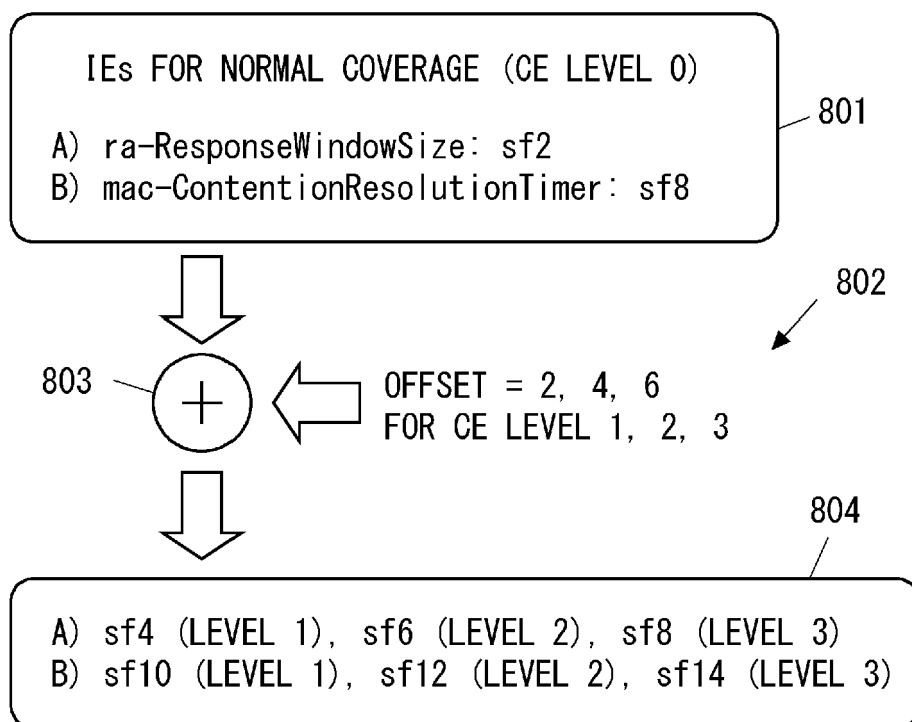 IEs FOR NORMAL COVERAGE (CE LEVEL 0)
A) ra-ResponseWindowSize: sf2
B) mac-ContentionResolutionTimer: sf8
801
802
803
OFFSET = 2, 4, 6
FOR CE LEVEL 1, 2, 3
804
A) sf4 (LEVEL 1), sf6 (LEVEL 2), sf8 (LEVEL 3)
B) sf10 (LEVEL 1), sf12 (LEVEL 2), sf14 (LEVEL 3)